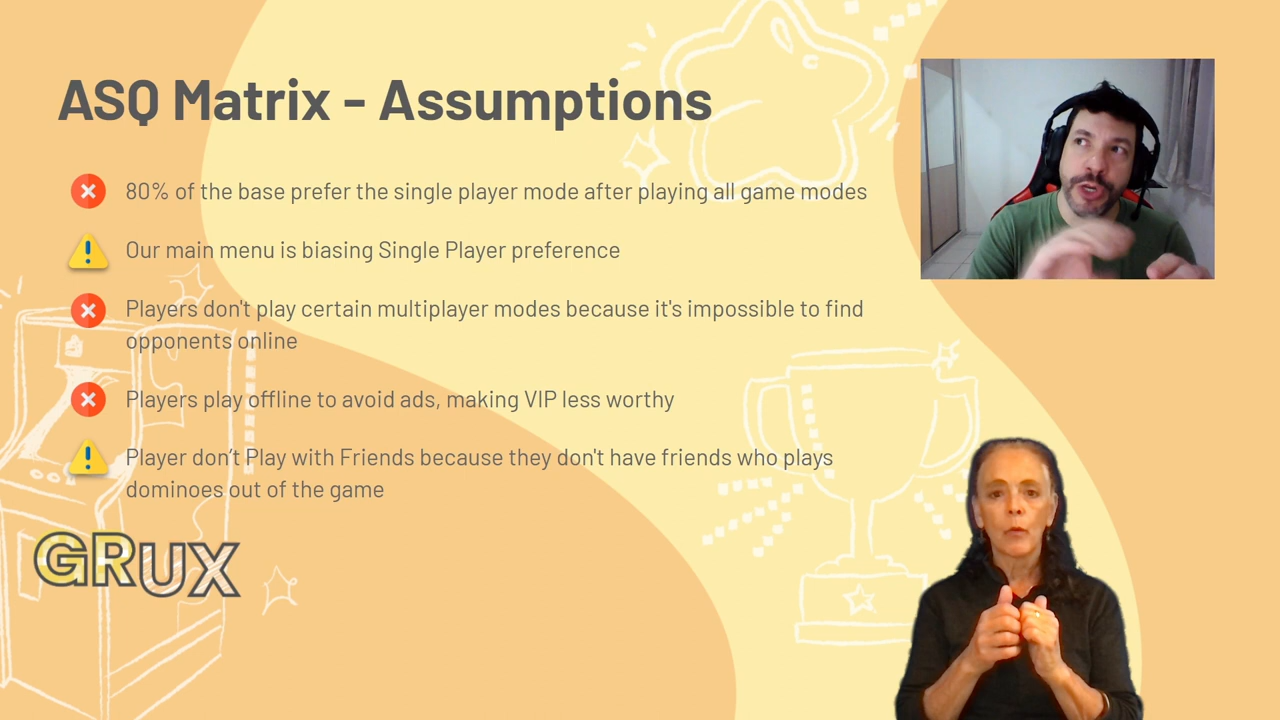 ASQ Matrix - Assumptions
80% of the base prefer the single player mode after playing all game modes
Our main menu is biasing Single Player preference
Players don't play certain multiplayer modes because it's impossible to find
opponents online
Players play offline to avoid ads, making VIP less worthy
Player don’t Play with Friends because they don't have friends who plays
dominoes out of the game
GRUX